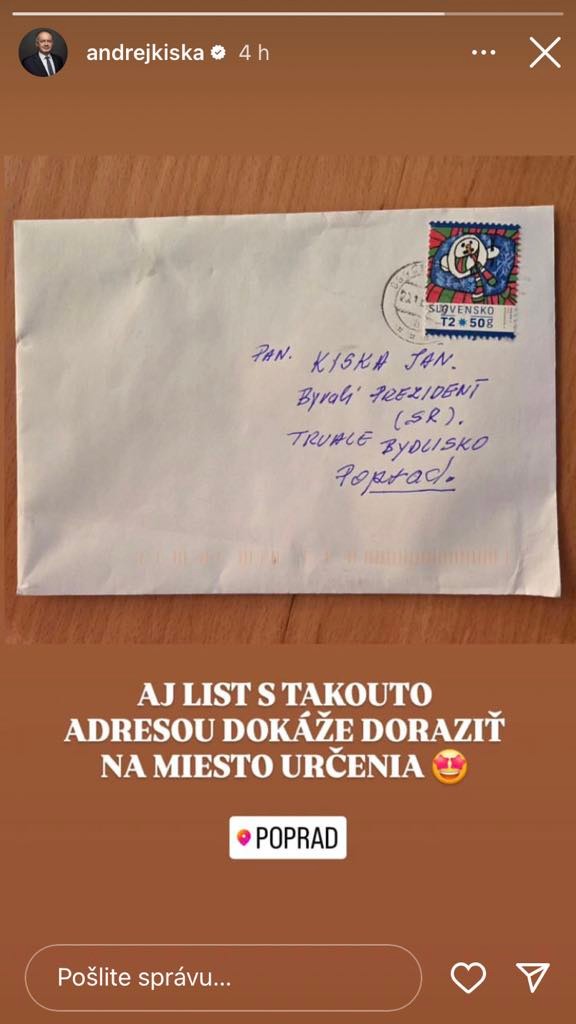 andrejkiska 4 h
SLOVENSKO
T2 50g
PAN. KISKA JAN.
Byvalí PREZIDENT
(SR).
TRVALE BYDLISKO
Poprad.
AJ LIST S TAKOUTO
ADRESOU DOKÁŽE DORAZIŤ
NA MIESTO URČENIA 🤩
POPRAD
Pošlite správu...